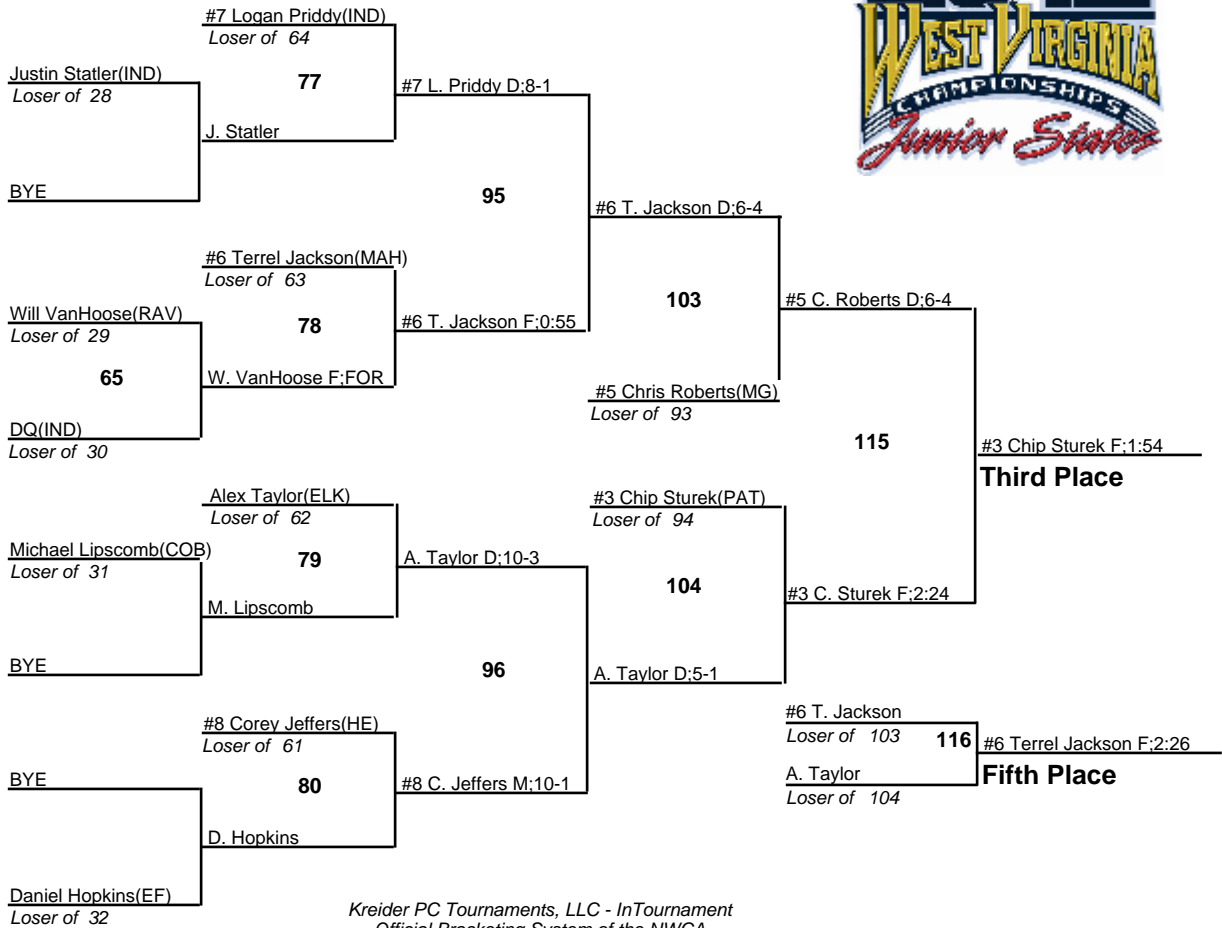 #7 Logan Priddy(IND)
Loser of 64
Justin Statler(IND)
Loser of 28
77
#7 L. Priddy D;8-1
J. Statler
BYE
95
#6 T. Jackson D;6-4
#6 Terrel Jackson(MAH)
Loser of 63
Will VanHoose(RAV)
Loser of 29
78
#6 T. Jackson F;0:55
103
#5 C. Roberts D;6-4
65
W. VanHoose F;FOR
#5 Chris Roberts(MG)
Loser of 93
DQ(IND)
Loser of 30
115
#3 Chip Sturek F;1:54
Third Place
Alex Taylor(ELK)
Loser of 62
#3 Chip Sturek(PAT)
Loser of 94
Michael Lipscomb(COB)
Loser of 31
79
A. Taylor D;10-3
104
#3 C. Sturek F;2:24
M. Lipscomb
BYE
96
A. Taylor D;5-1
#8 Corey Jeffers(HE)
Loser of 61
#6 T. Jackson
Loser of 103
116
#6 Terrel Jackson F;2:26
Fifth Place
BYE
80
#8 C. Jeffers M;10-1
A. Taylor
Loser of 104
D. Hopkins
Daniel Hopkins(EF)
Loser of 32
Kreider PC Tournaments, LLC - InTournament
Official Bracketing System of the NWCA
WEST VIRGINIA
CHAMPIONSHIPS
Junior States